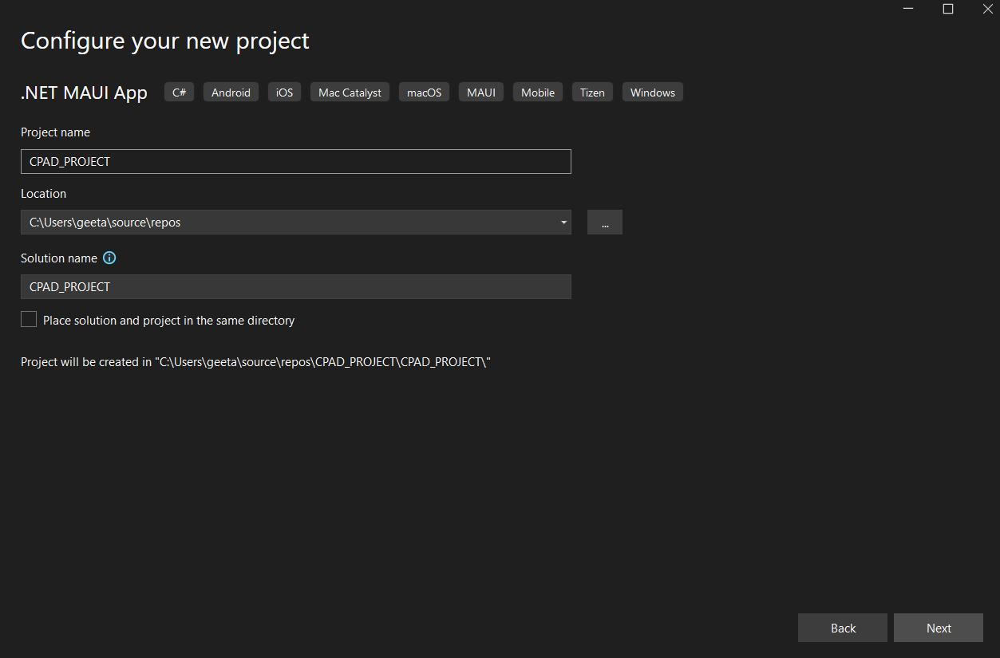 Configure your new project
.NET MAUI App C# Android iOS Mac Catalyst macOS MAUI Mobile Tizen Windows
Project name
CPAD_PROJECT
Location
C:\Users\geeta\source\repos
...
Solution name
CPAD_PROJECT
Place solution and project in the same directory
Project will be created in "C:\Users\geeta\source\repos\CPAD_PROJECT\CPAD_PROJECT\"
Back Next